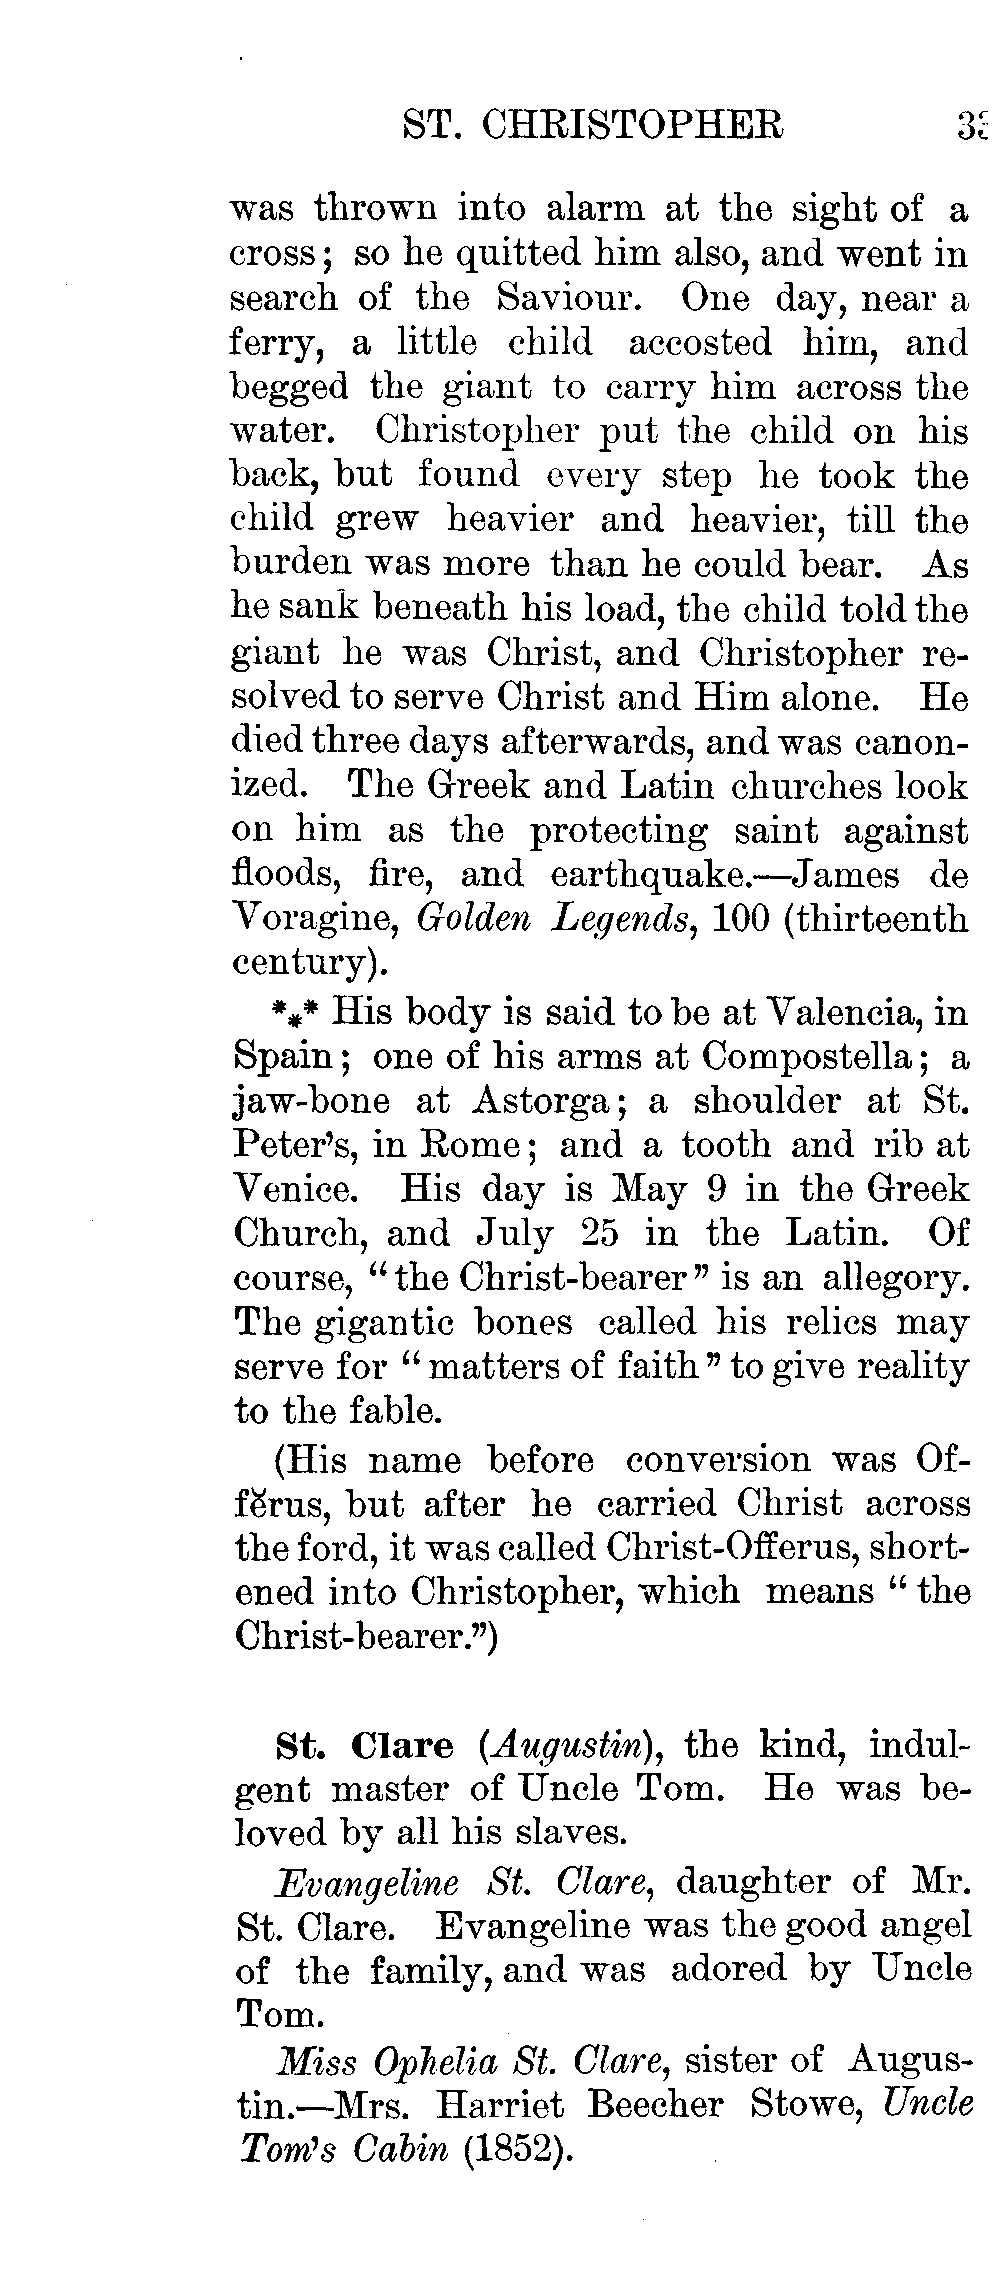 ST. CHRISTOPHER
was thrown into alarm at the sight of a
cross; so he quitted him also, and went in
search of the Saviour. One day, near a
ferry, a little child accosted him, and
begged the giant to carry him across the
water. Christopher put the child on his
back, but found every step he took the
child grew heavier and heavier, till the
burden was more than he could bear. As
he sank beneath his load, the child told the
giant he was Christ, and Christopher re-
solved to serve Christ and Him alone. He
died three days afterwards, and was canon-
ized. The Greek and Latin churches look
on him as the protecting saint against
floods, fire, and earthquake.—James de
Voragine, Golden Legends, 100 (thirteenth
century).
*⁎* His body is said to be at Valencia, in
Spain; one of his arms at Compostella; a
jaw-bone at Astorga; a shoulder at St.
Peter's, in Rome; and a tooth and rib at
Venice. His day is May 9 in the Greek
Church, and July 25 in the Latin. Of
course, "the Christ-bearer" is an allegory.
The gigantic bones called his relics may
serve for "matters of faith" to give reality
to the fable.
(His name before conversion was Of-
fĕrus, but after he carried Christ across
the ford, it was called Christ-Offerus, short-
ened into Christopher, which means "the
Christ-bearer.")
St. Clare (Augustin), the kind, indul-
gent master of Uncle Tom. He was be-
loved by all his slaves.
Evangeline St. Clare, daughter of Mr.
St. Clare. Evangeline was the good angel
of the family, and was adored by Uncle
Tom.
Miss Ophelia St. Clare, sister of Augus-
tin.—Mrs. Harriet Beecher Stowe, Uncle
Tom's Cabin (1852).